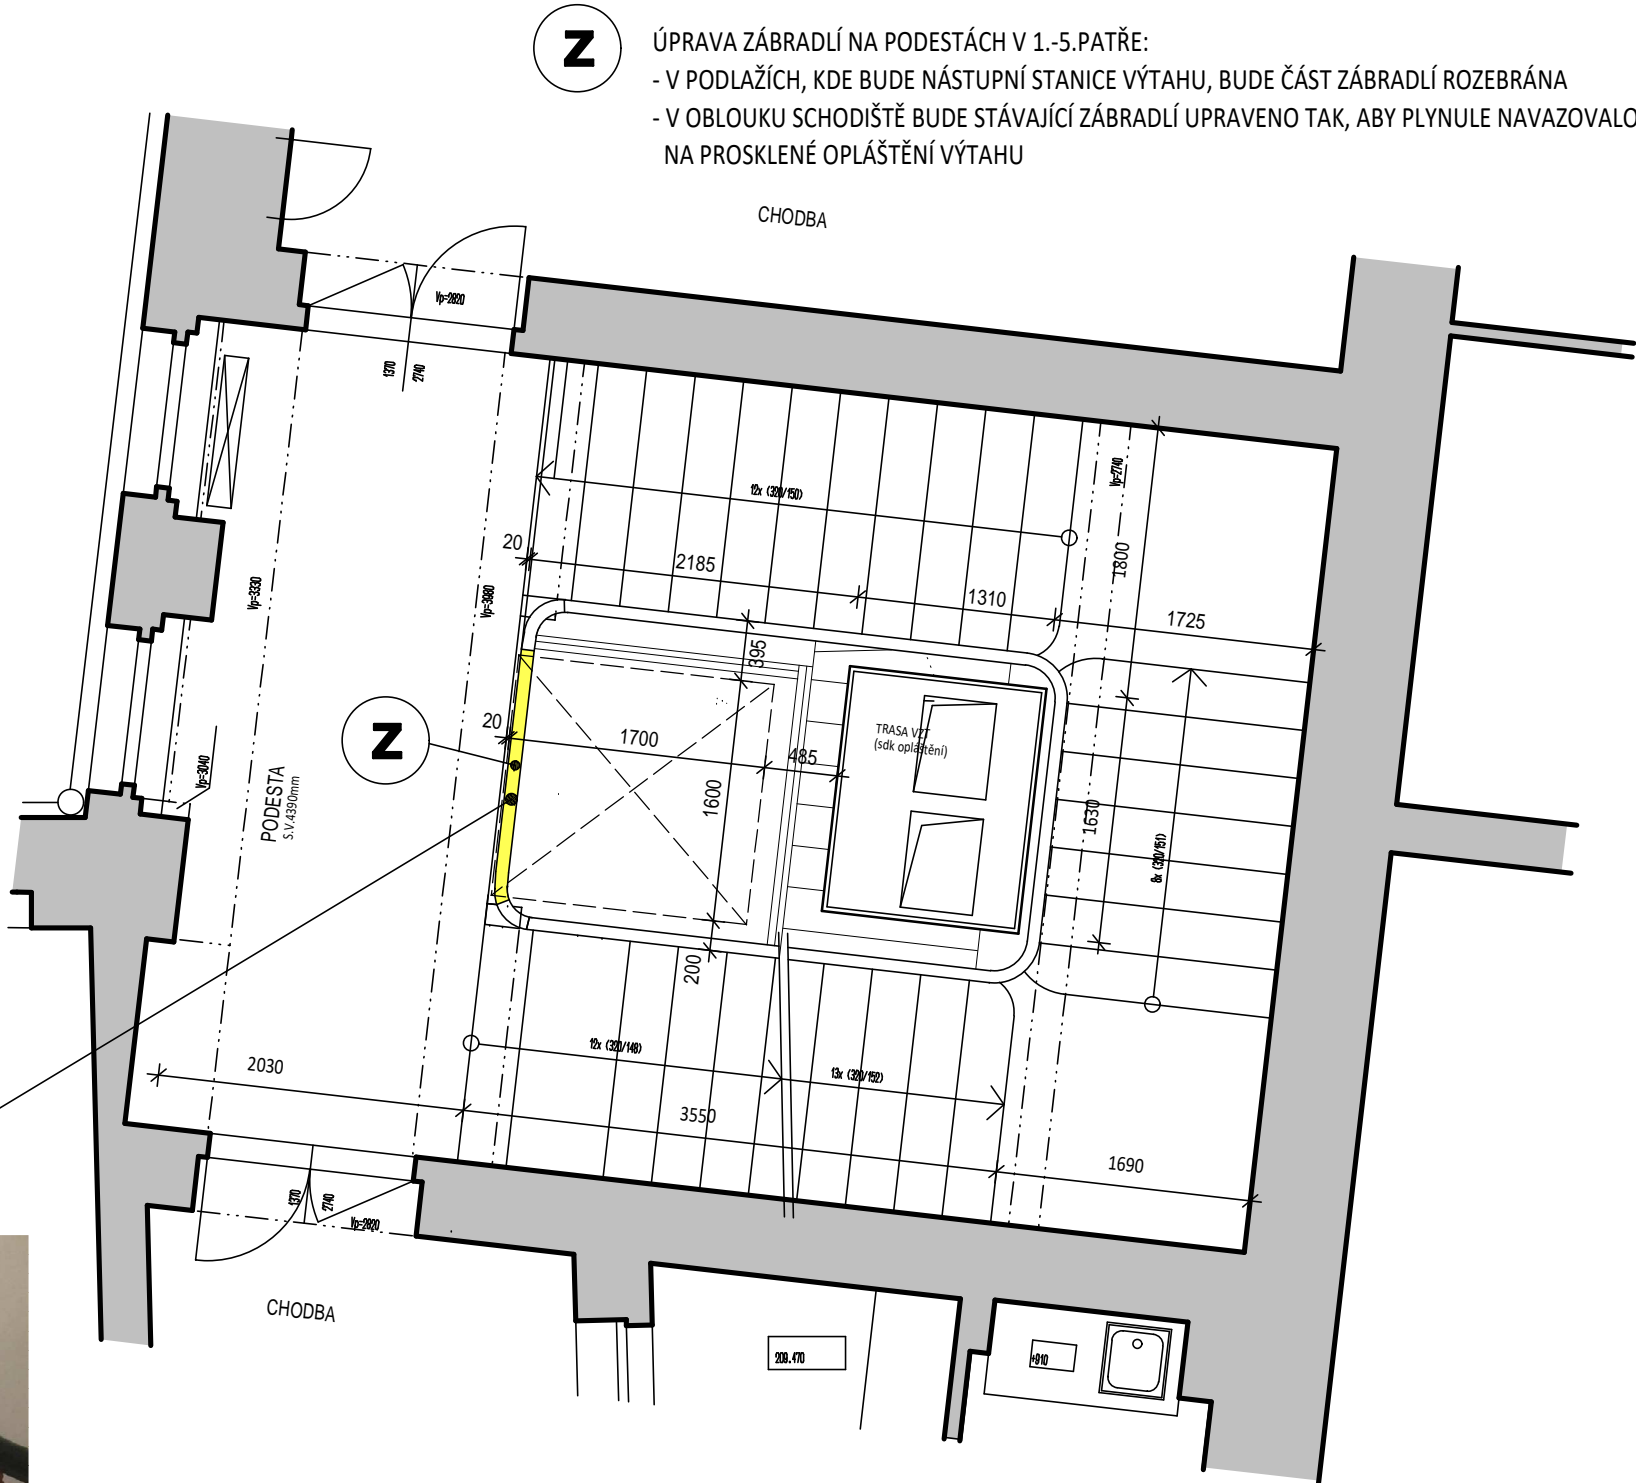 Z
ÚPRAVA ZÁBRADLÍ NA PODESTÁCH V 1.-5.PATŘE:
- V PODLAŽÍCH, KDE BUDE NÁSTUPNÍ STANICE VÝTAHU, BUDE ČÁST ZÁBRADLÍ ROZEBRÁNA
- V OBLOUKU SCHODIŠTĚ BUDE STÁVAJÍCÍ ZÁBRADLÍ UPRAVENO TAK, ABY PLYNULE NAVAZOVALO
NA PROSKLENÉ OPLÁŠTĚNÍ VÝTAHU
CHODBA
Vp=2820
1370
2740
Vp=2740
12x (320/150)
20
2185
1800
1310
1725
Vp=3330
Vp=3980
395
20
1700
485
TRASA VZT
(sdk opláštění)
Z
Vp=3040
PODESTA
S.V.4390mm
1600
1630
8x (320/151)
200
12x (320/148)
13x (320/152)
2030
3550
1690
1370
2740
Vp=2820
CHODBA
209.470
+910